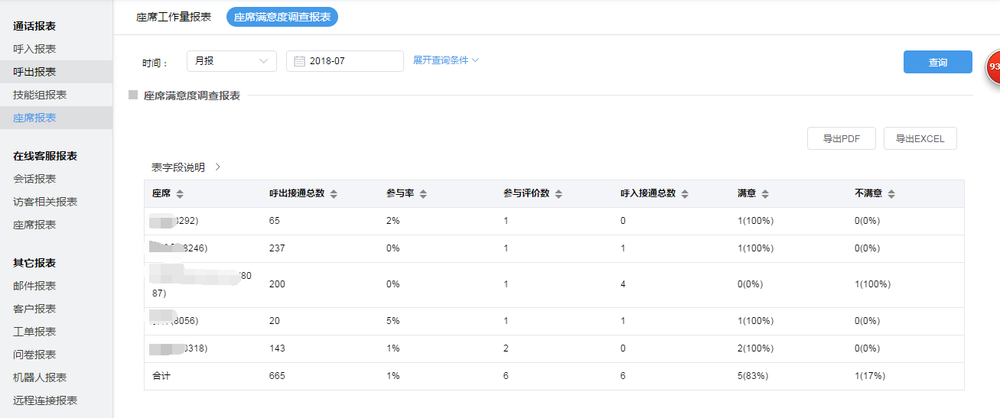 通话报表
呼入报表
呼出报表
技能组报表
座席报表
在线客服报表
会话报表
访客相关报表
座席报表
其它报表
邮件报表
客户报表
工单报表
问卷报表
机器人报表
远程连接报表
座席工作量报表 座席满意度调查报表
时间： 月报 2018-07 展开查询条件 查询
93
座席满意度调查报表
导出PDF 导出EXCEL
表字段说明
座席 呼出接通总数 参与率 参与评价数 呼入接通总数 满意 不满意
292) 65 2% 1 0 1(100%) 0(0%)
8246) 237 0% 1 1 1(100%) 0(0%)
(80
87) 200 0% 1 4 0(0%) 1(100%)
(8056) 20 5% 1 1 1(100%) 0(0%)
318) 143 1% 2 0 2(100%) 0(0%)
合计 665 1% 6 6 5(83%) 1(17%)